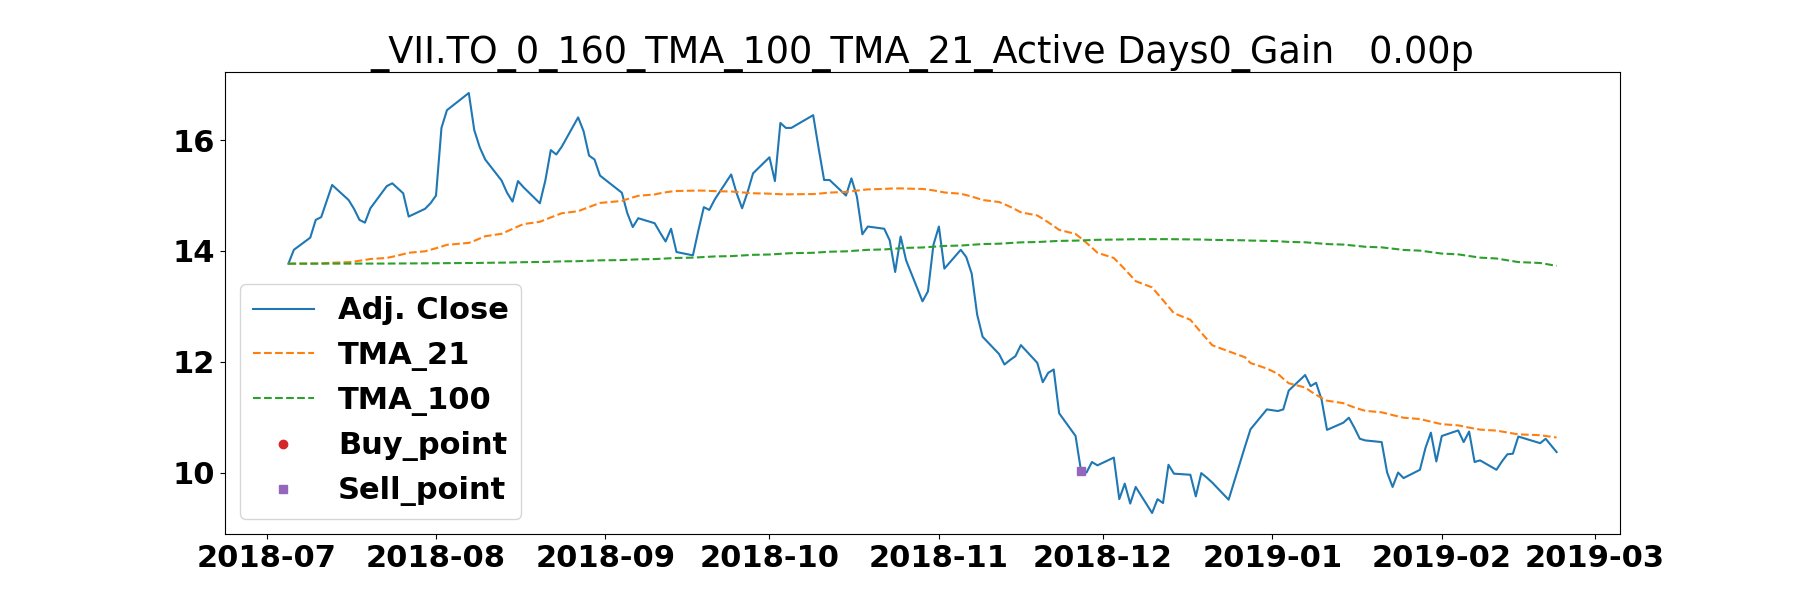 _VII.TO_0_160_TMA_100_TMA_21_Active Days0_Gain   0.00p
16
14
12
10
Adj. Close
TMA_21
TMA_100
Buy_point
Sell_point
2018-07 2018-08 2018-09 2018-10 2018-11 2018-12 2019-01 2019-02 2019-03